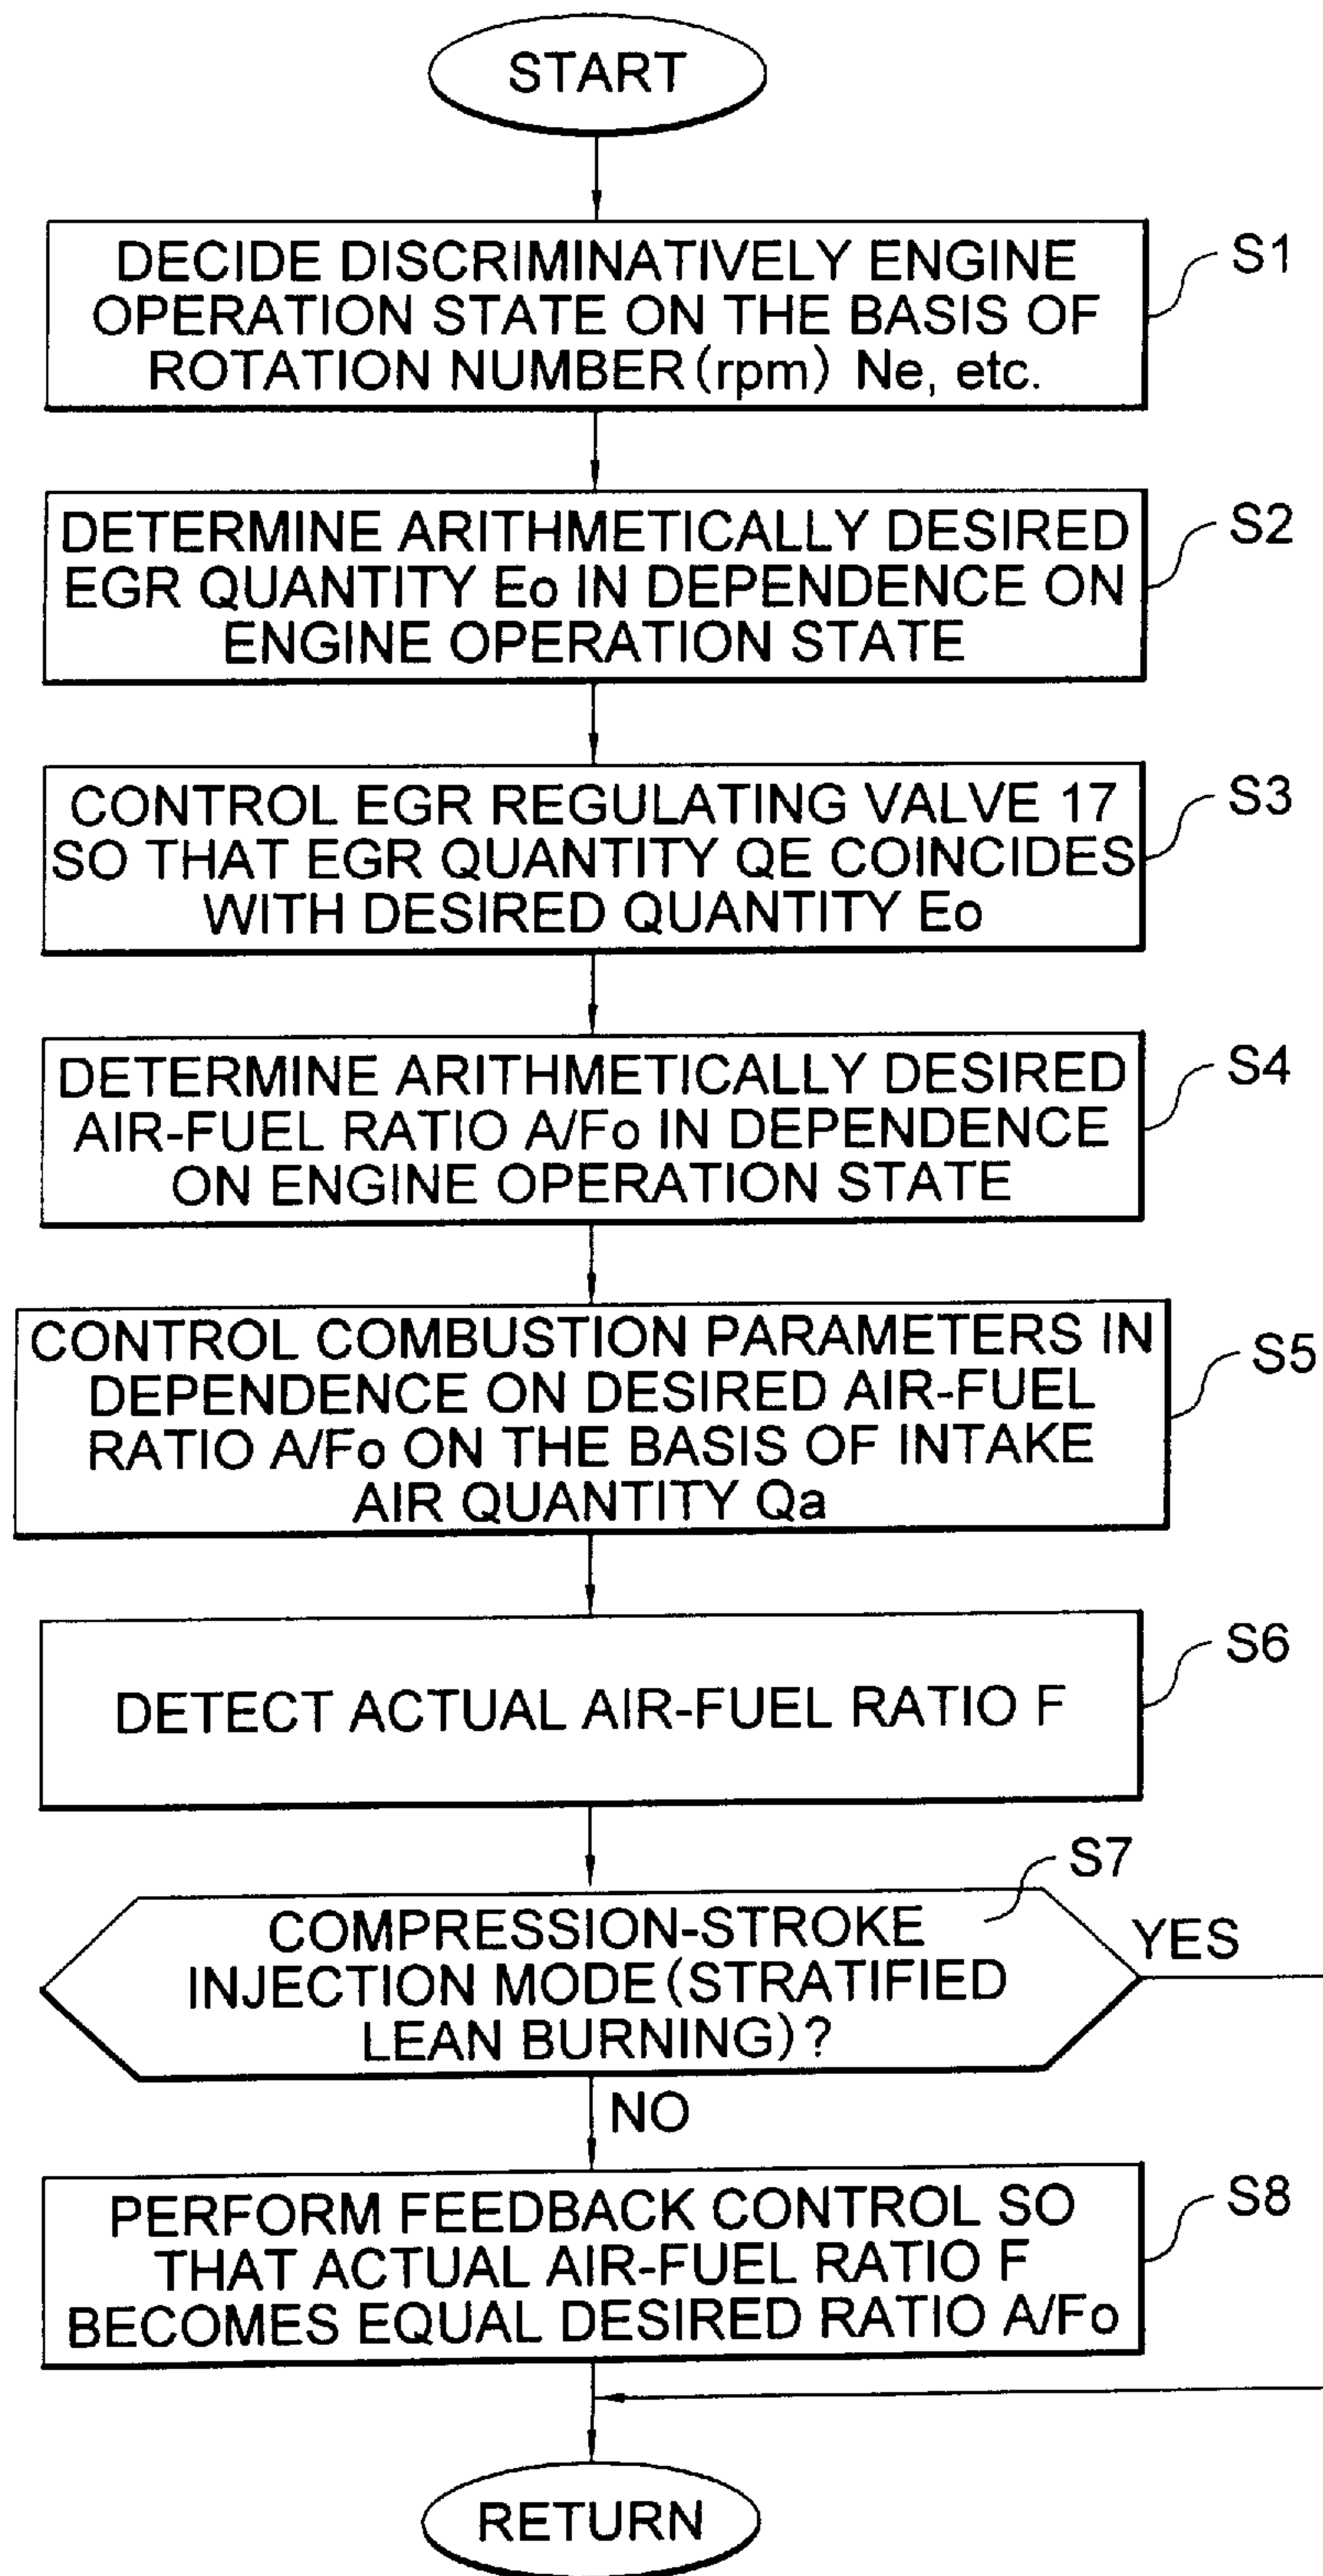 START
DECIDE DISCRIMINATIVELY ENGINE
OPERATION STATE ON THE BASIS OF
ROTATION NUMBER(rpm) Ne, etc.
S1
DETERMINE ARITHMETICALLY DESIRED
EGR QUANTITY Eo IN DEPENDENCE ON
ENGINE OPERATION STATE
S2
CONTROL EGR REGULATING VALVE 17
SO THAT EGR QUANTITY QE COINCIDES
WITH DESIRED QUANTITY Eo
S3
DETERMINE ARITHMETICALLY DESIRED
AIR-FUEL RATIO A/Fo IN DEPENDENCE
ON ENGINE OPERATION STATE
S4
CONTROL COMBUSTION PARAMETERS IN
DEPENDENCE ON DESIRED AIR-FUEL
RATIO A/Fo ON THE BASIS OF INTAKE
AIR QUANTITY Qa
S5
DETECT ACTUAL AIR-FUEL RATIO F
S6
S7
COMPRESSION-STROKE
INJECTION MODE(STRATIFIED
LEAN BURNING)?
YES
NO
PERFORM FEEDBACK CONTROL SO
THAT ACTUAL AIR-FUEL RATIO F
BECOMES EQUAL DESIRED RATIO A/Fo
S8
RETURN